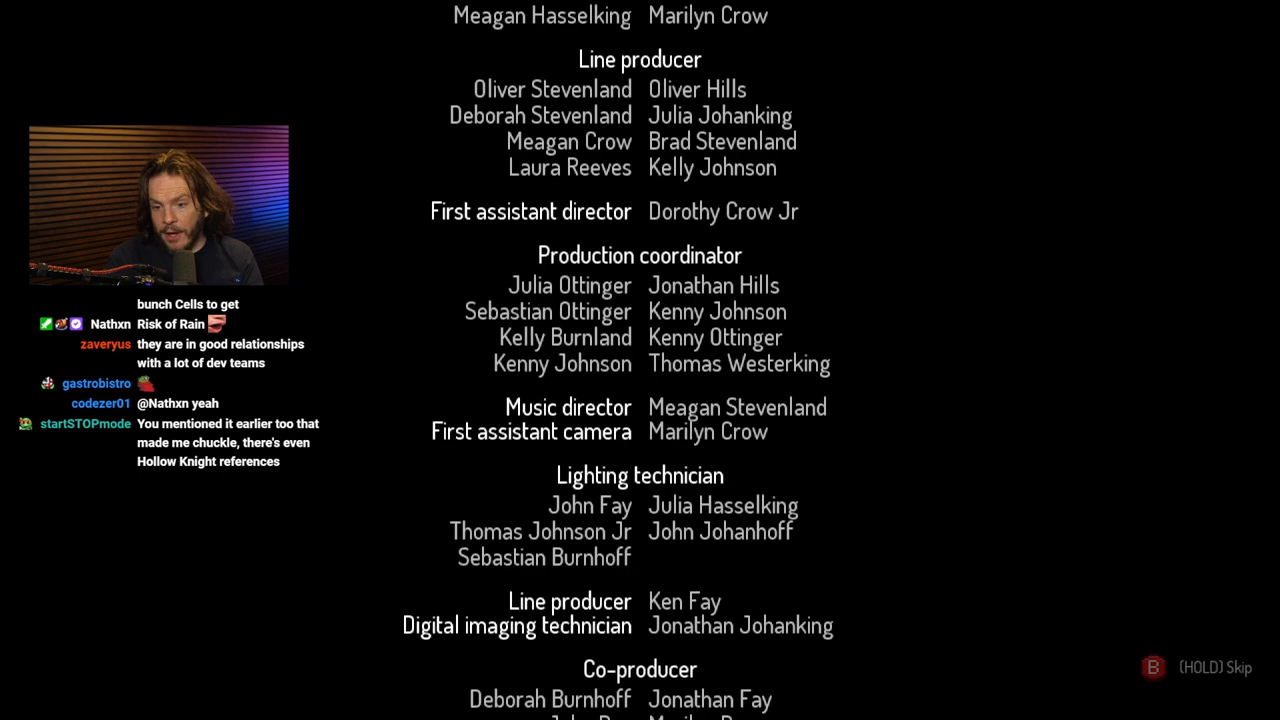 Meagan Hasselking Marilyn Crow
Line producer
Oliver Stevenland Oliver Hills
Deborah Stevenland Julia Johanking
Meagan Crow Brad Stevenland
Laura Reeves Kelly Johnson
First assistant director Dorothy Crow Jr
Production coordinator
Julia Ottinger Jonathan Hills
Sebastian Ottinger Kenny Johnson
Kelly Burnland Kenny Ottinger
Kenny Johnson Thomas Westerking
Music director Meagan Stevenland
First assistant camera Marilyn Crow
Lighting technician
John Fay Julia Hasselking
Thomas Johnson Jr John Johanhoff
Sebastian Burnhoff
Line producer Ken Fay
Digital imaging technician Jonathan Johanking
Co-producer
Deborah Burnhoff Jonathan Fay
bunch Cells to get
Nathxn Risk of Rain
zaveryus they are in good relationships
with a lot of dev teams
gastrobistro
codezer01 @Nathxn yeah
startSTOPmode You mentioned it earlier too that
made me chuckle, there's even
Hollow Knight references
B (HOLD) Skip